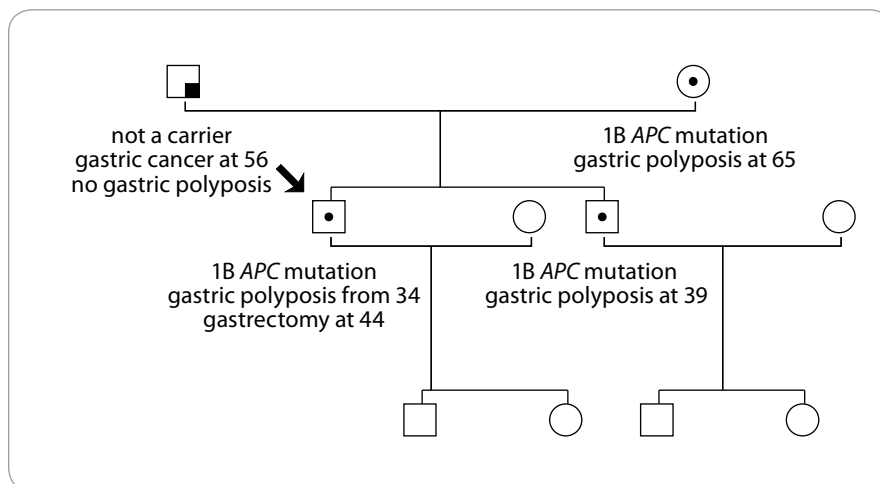 not a carrier
gastric cancer at 56
no gastric polyposis
1B APC mutation
gastric polyposis at 65
1B APC mutation
gastric polyposis from 34
gastrectomy at 44
1B APC mutation
gastric polyposis at 39